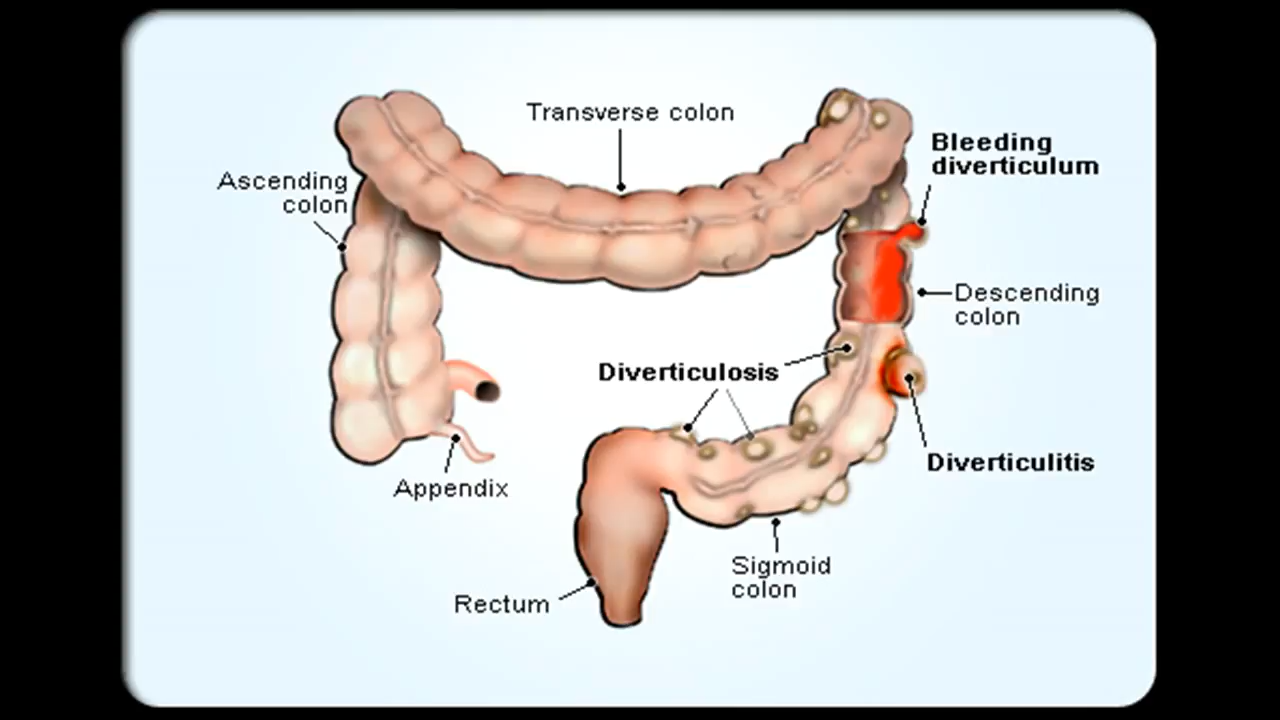 Transverse colon
Bleeding
diverticulum
Ascending
colon
Descending
colon
Diverticulosis
Diverticulitis
Appendix
Sigmoid
colon
Rectum